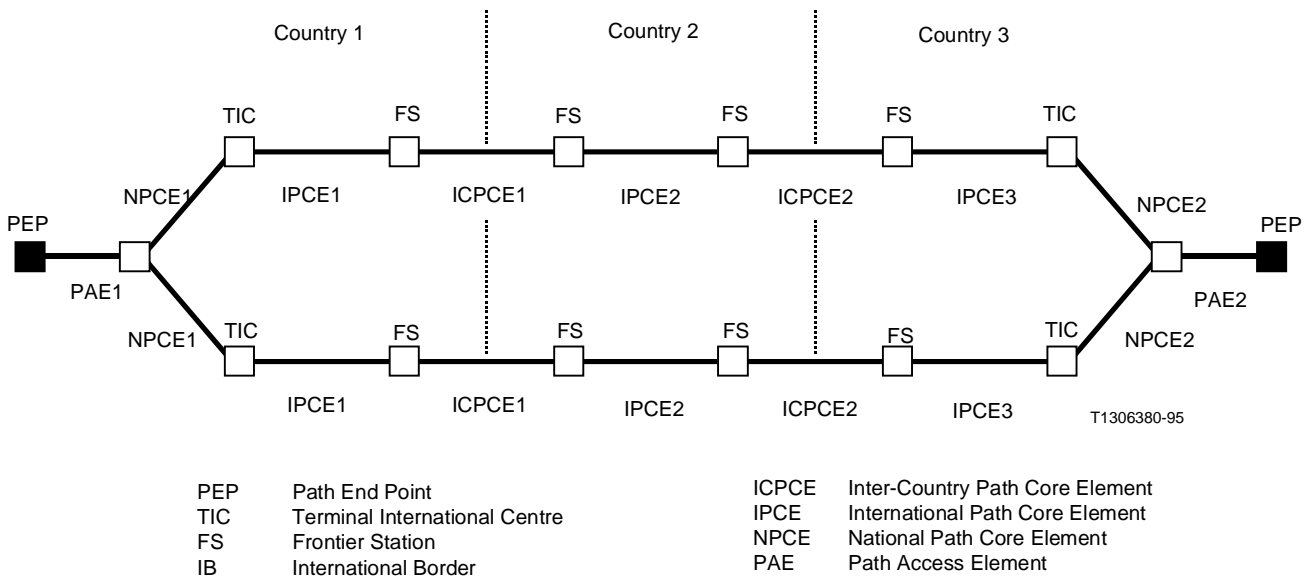 Country 1 Country 2 Country 3
TIC FS FS FS FS TIC
NPCE1 IPCE1 ICPCE1 IPCE2 ICPCE2 IPCE3 NPCE2
PEP PEP
PAE1 PAE2
NPCE1 TIC FS FS FS FS TIC NPCE2
IPCE1 ICPCE1 IPCE2 ICPCE2 IPCE3
T1306380-95
PEP Path End Point
TIC Terminal International Centre
FS Frontier Station
IB International Border
ICPCE Inter-Country Path Core Element
IPCE International Path Core Element
NPCE National Path Core Element
PAE Path Access Element